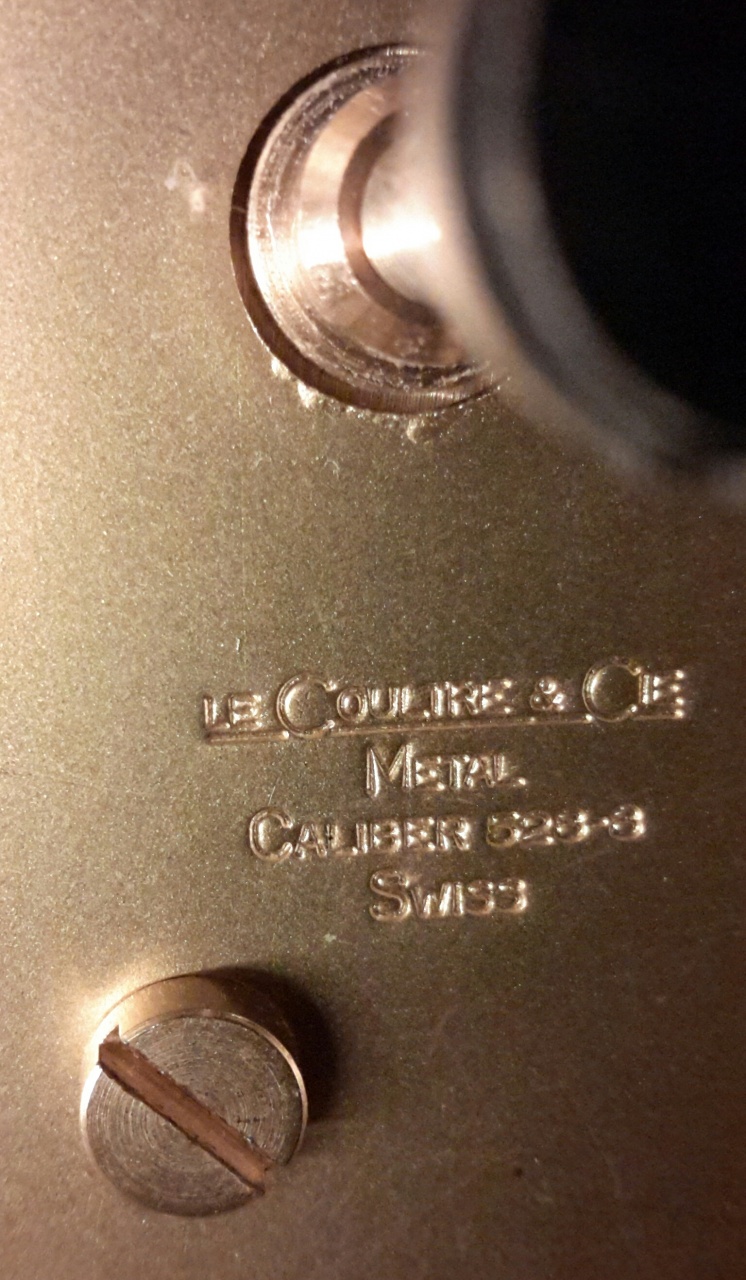 LE COULTRE & CIE
METAL
CALIBER
SWISS